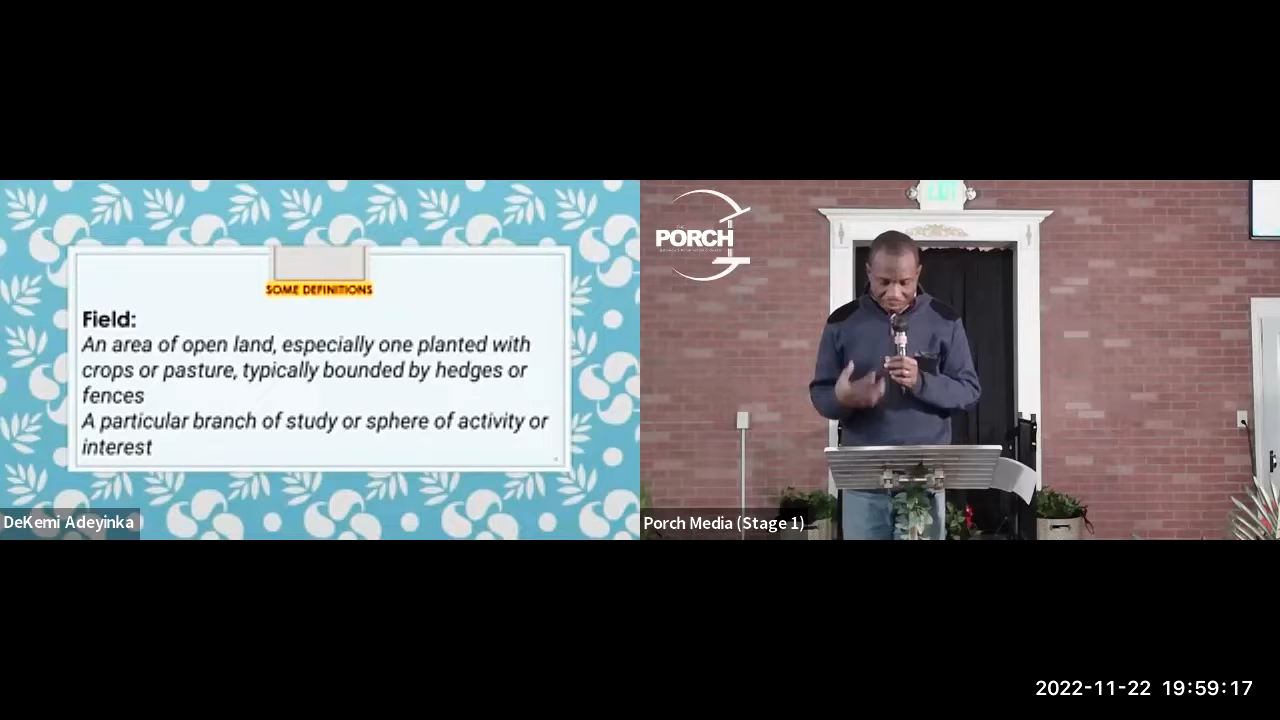 SOME DEFINITIONS
Field:
An area of open land, especially one planted with
crops or pasture, typically bounded by hedges or
fences
A particular branch of study or sphere of activity or
interest
DeKemi Adeyinka
THE
PORCH
EXIT
Porch Media (Stage 1)
2022-11-22 19:59:17